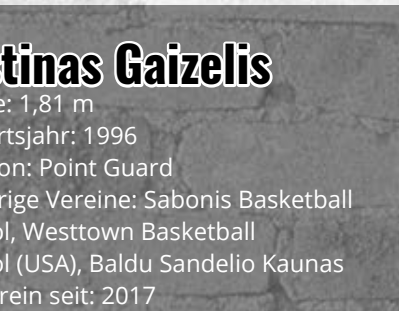 tinas Gaizelis
e: 1,81 m
rtsjahr: 1996
on: Point Guard
rige Vereine: Sabonis Basketball
ol, Westtown Basketball
ol (USA), Baldu Sandelio Kaunas
rein seit: 2017